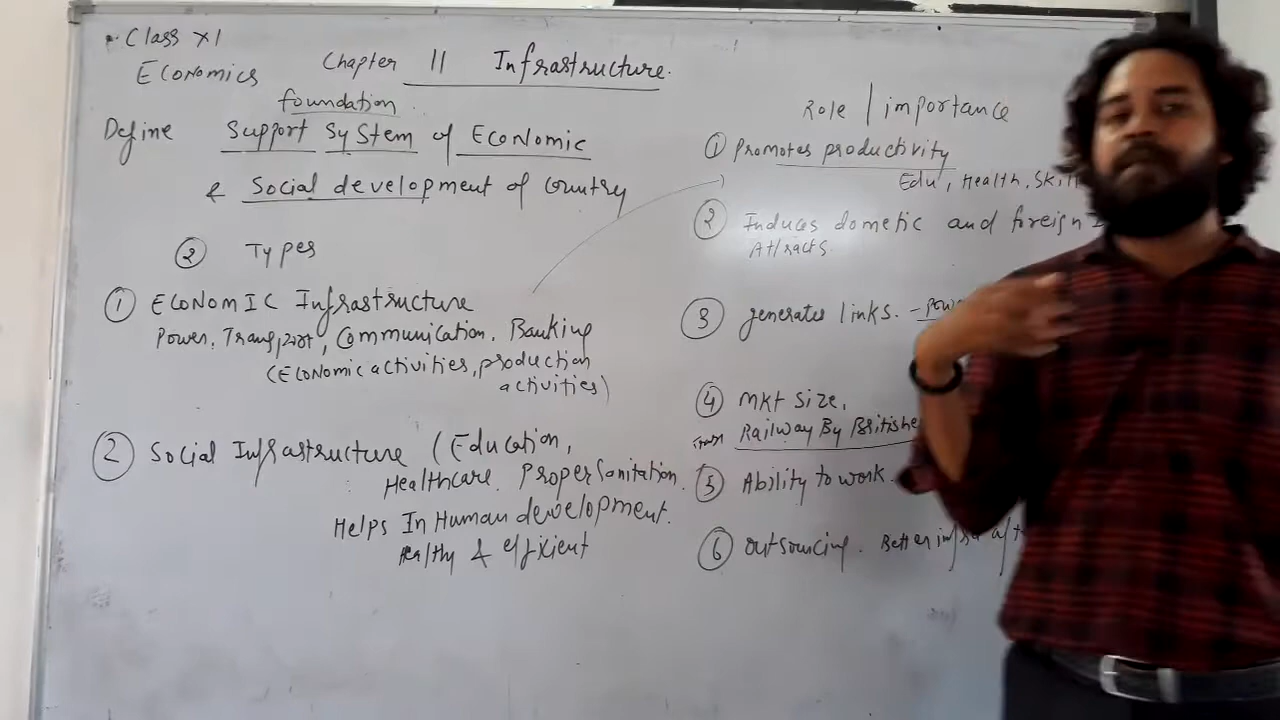 Class XI
Economics
Chapter 11 Infrastructure.
foundation
Define Support System of Economic
& Social development of Country
② Types
① Economic Infrastructure
Power, Transport, Communication, Banking
(Economic activities, production
activities)
② Social Infrastructure (Education,
Healthcare. Proper Sanitation.
Helps In Human development.
Healthy & efficient
Role / importance
① Promotes productivity
Edu, Health, Skill
② Induces dometic and foreign I
Attracts
③ generates links. - Pow
④ Mkt Size.
Railway By Britishe
⑤ Ability to work.
⑥ outsourcing. Better infra